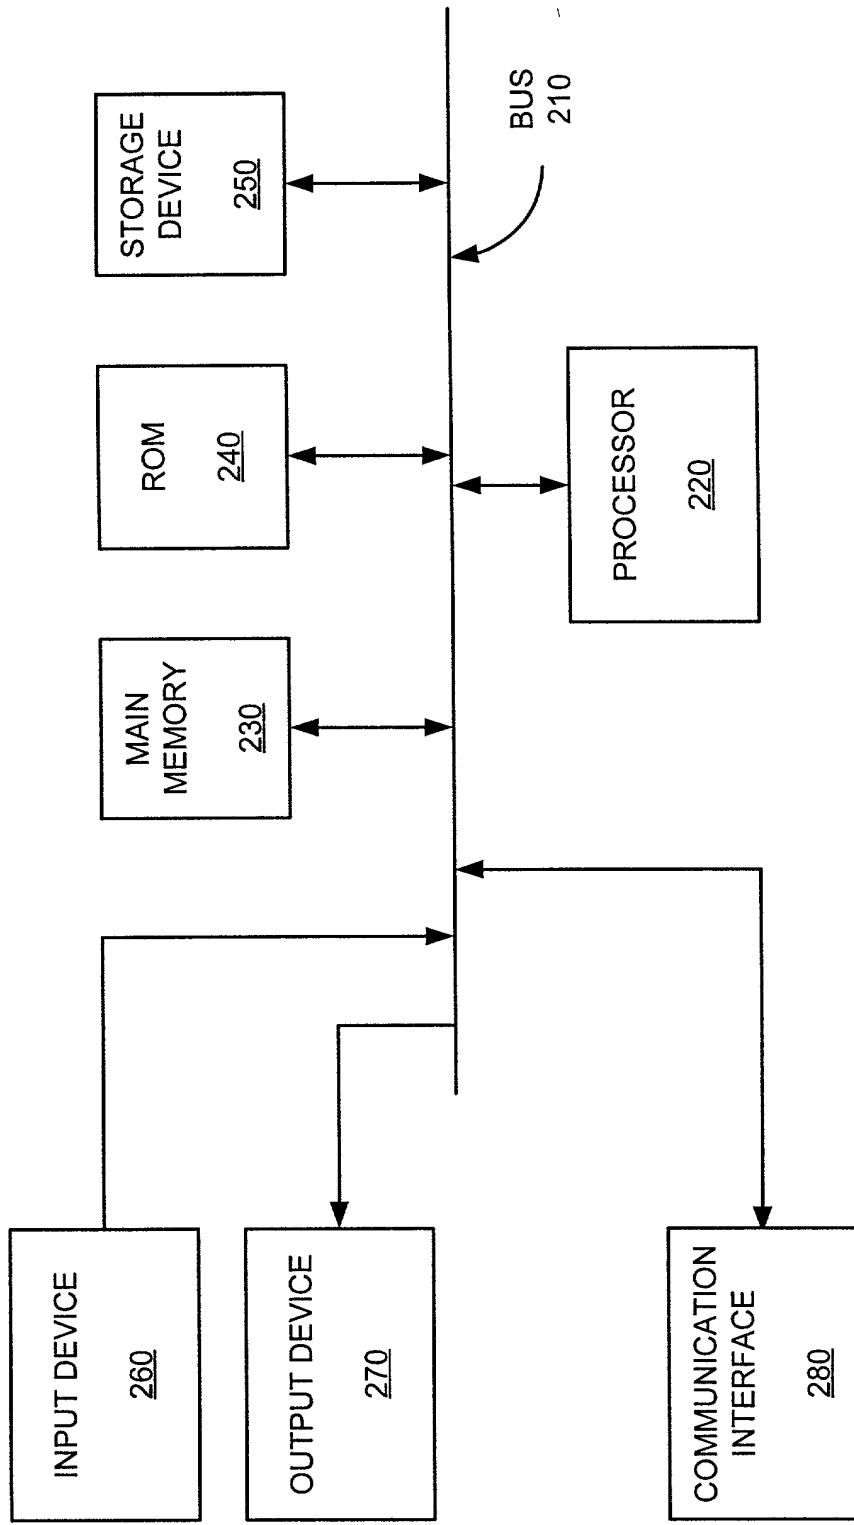 INPUT DEVICE
260
OUTPUT DEVICE
270
COMMUNICATION
INTERFACE
280
MAIN
MEMORY
230
ROM
240
STORAGE
DEVICE
250
PROCESSOR
220
BUS
210